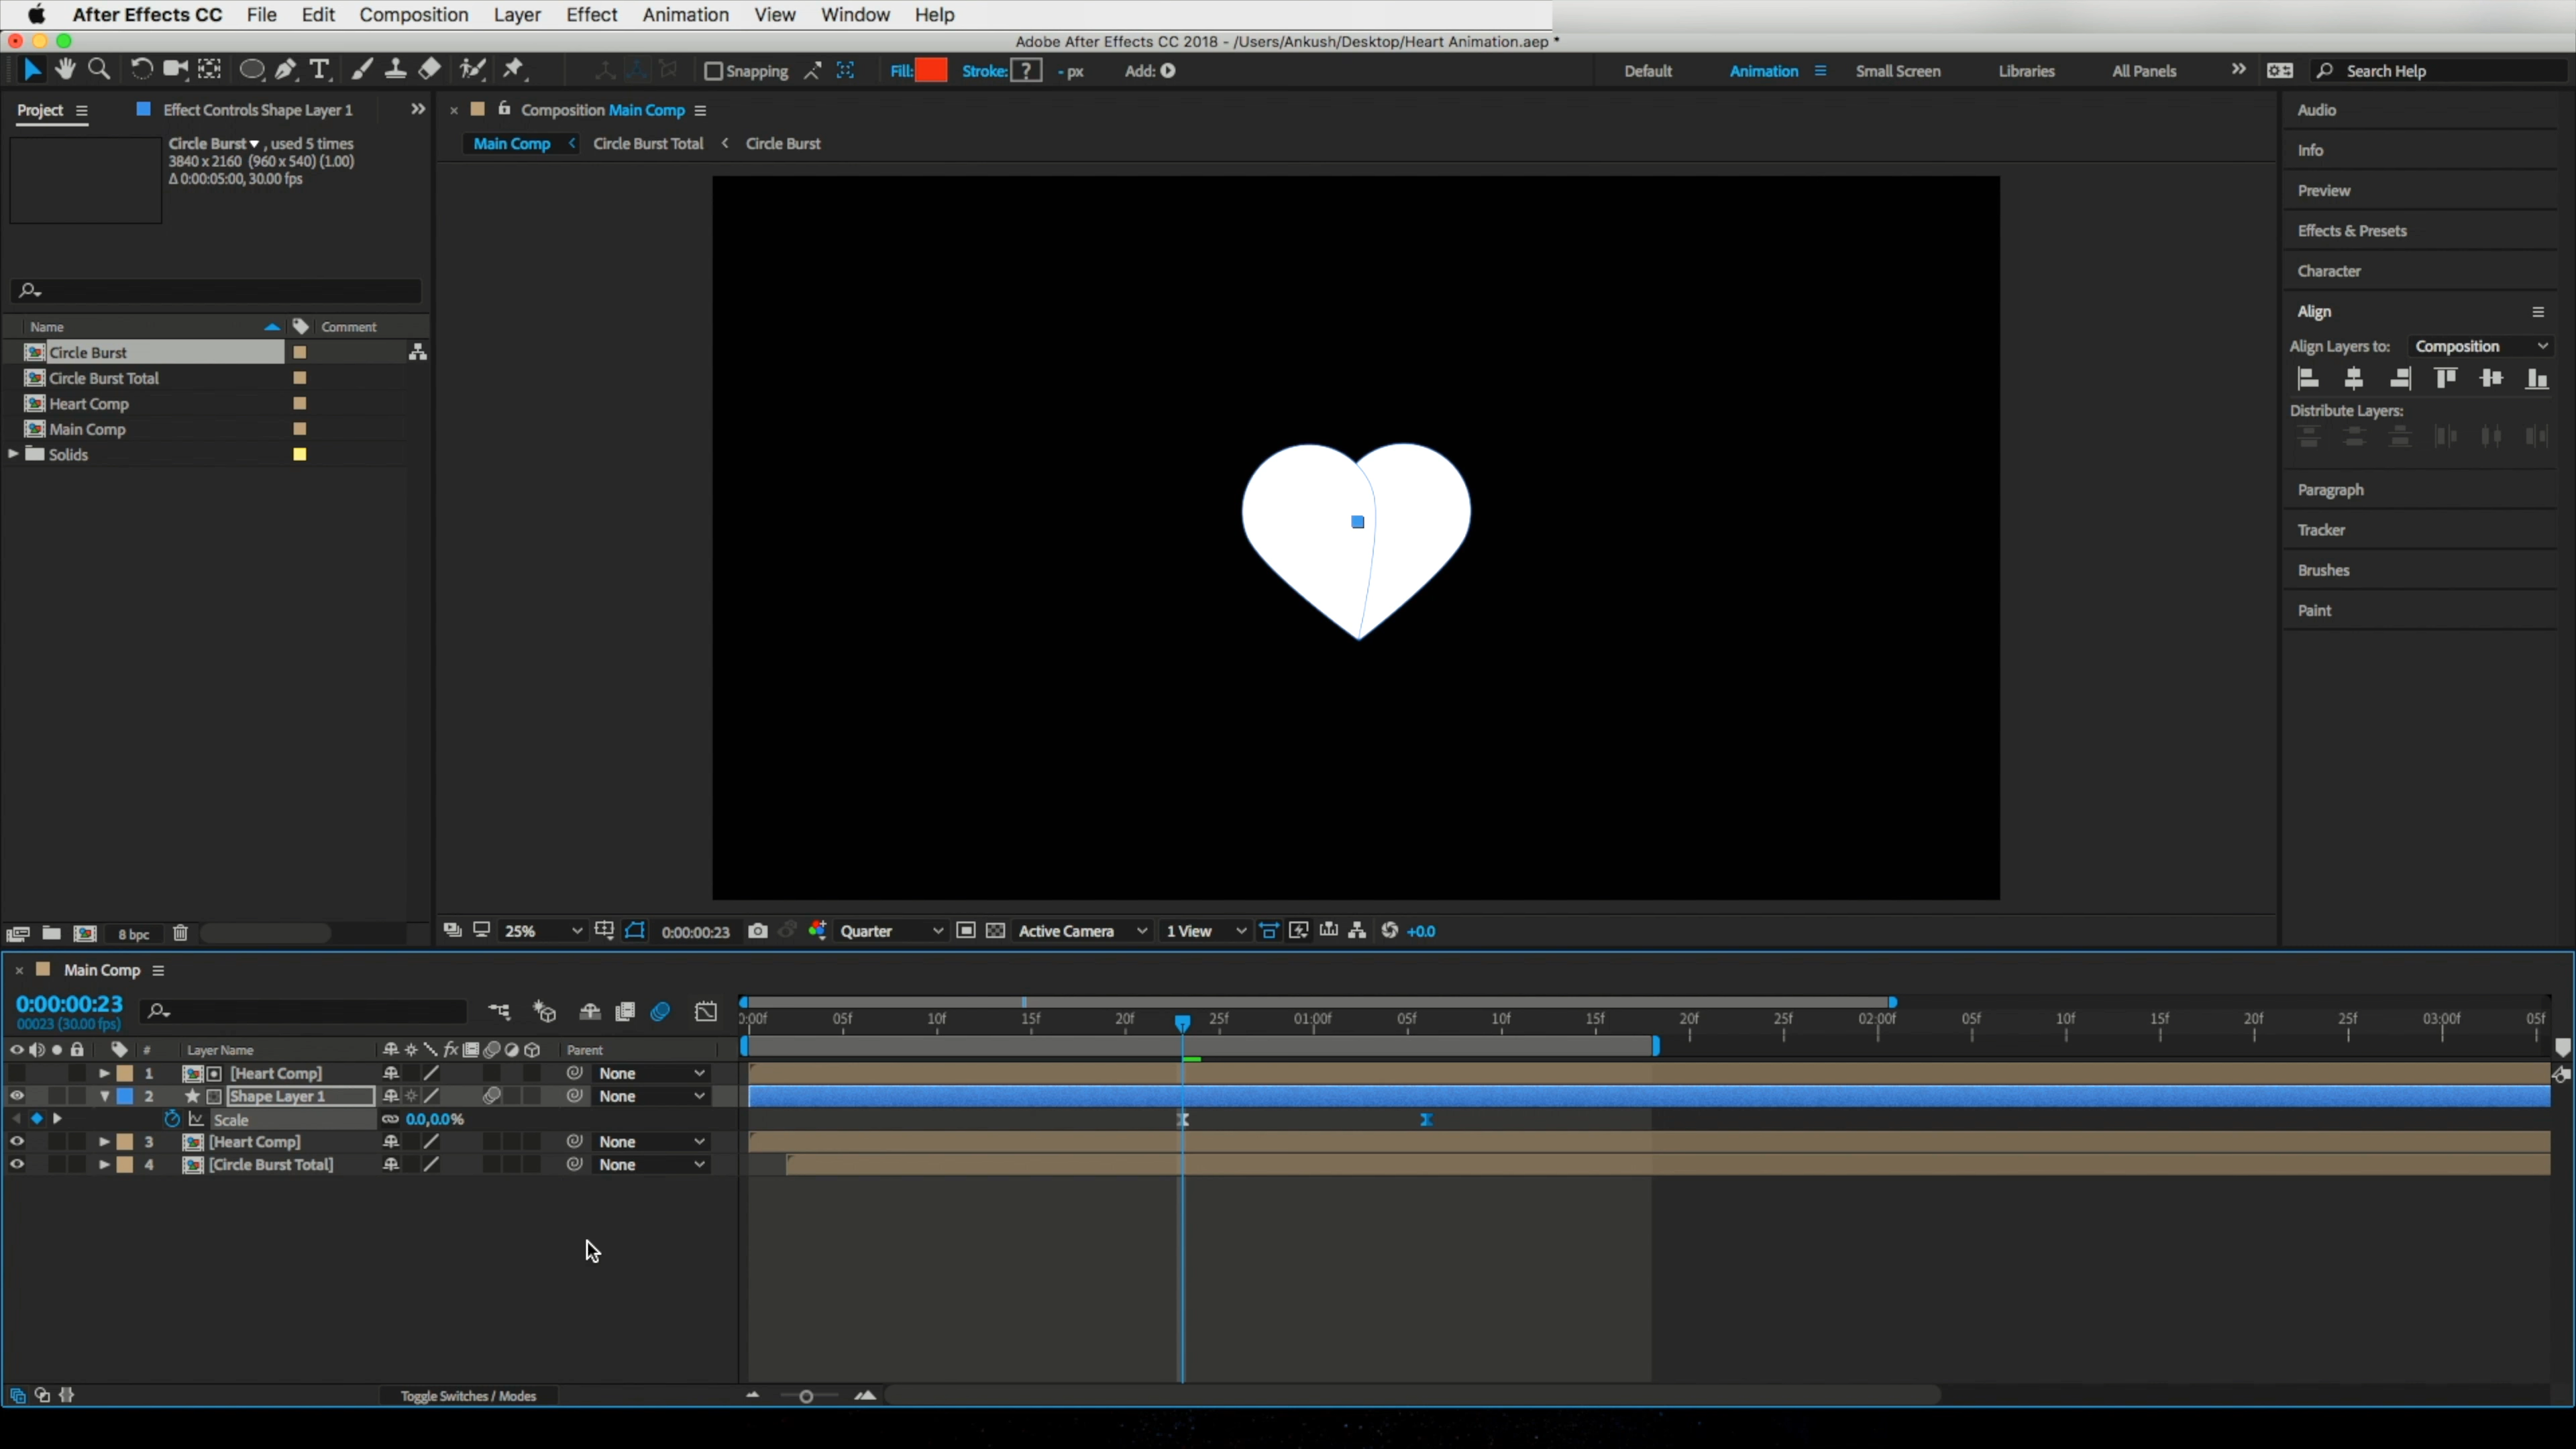 After Effects CC File Edit Composition Layer Effect Animation View Window Help
Adobe After Effects CC 2018 - /Users/Ankush/Desktop/Heart Animation.aep *
Snapping Fill: Stroke: ? - px Add: Default Animation Small Screen Libraries All Panels Search Help
Project Effect Controls Shape Layer 1
Circle Burst , used 5 times
3840 x 2160 (960 x 540) (1.00)
Δ 0:00:05:00, 30.00 fps
Name Comment
Circle Burst
Circle Burst Total
Heart Comp
Main Comp
Solids
8 bpc
Composition Main Comp
Main Comp Circle Burst Total Circle Burst
25% 0:00:00:23 Quarter Active Camera 1 View +0.0
Audio
Info
Preview
Effects & Presets
Character
Align
Align Layers to: Composition
Distribute Layers:
Paragraph
Tracker
Brushes
Paint
Main Comp
0:00:00:23
00023 (30.00 fps)
0:00f 05f 10f 15f 20f 25f 01:00f 05f 10f 15f 20f 25f 02:00f 05f 10f 15f 20f 25f 03:00f 05f
# Layer Name fx Parent
1 [Heart Comp] None
2 Shape Layer 1 None
Scale 0.0,0.0%
3 [Heart Comp] None
4 [Circle Burst Total] None
Toggle Switches / Modes